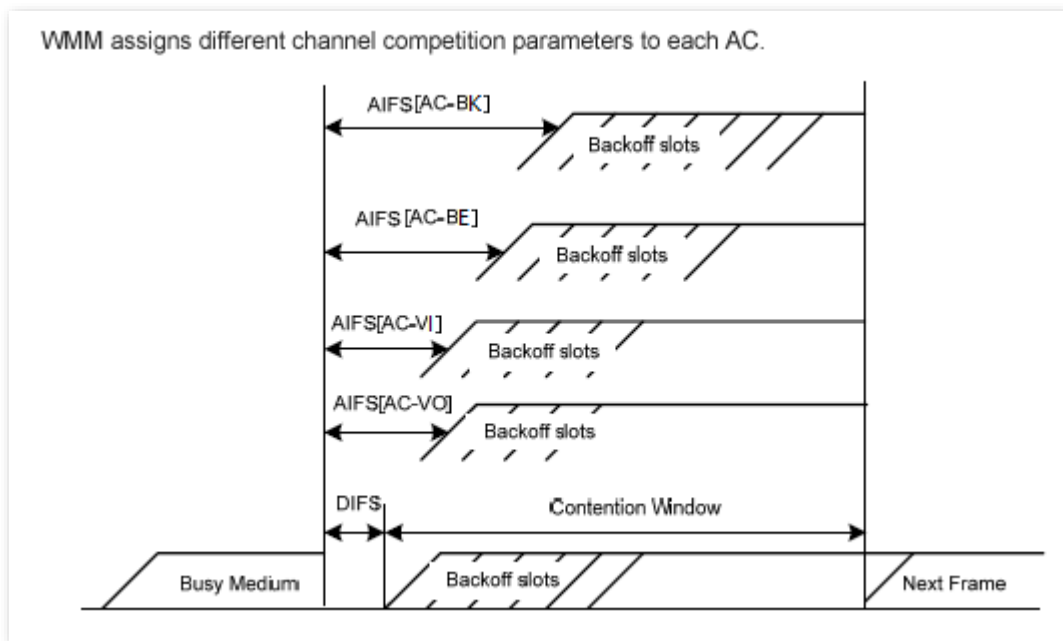 WMM assigns different channel competition parameters to each AC.
AIFS[AC-BK]
Backoff slots
AIFS[AC-BE]
Backoff slots
AIFS[AC-VI]
Backoff slots
AIFS[AC-VO]
Backoff slots
DIFS
Contention Window
Busy Medium
Backoff slots
Next Frame